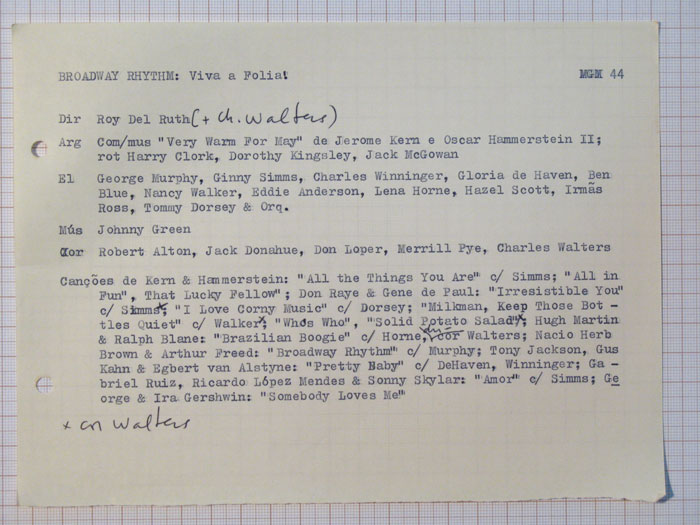 BROADWAY RHYTHM: Viva a Folia! MGM 44
Dir Roy Del Ruth (+ Ch. Walters)
Arg Com/mus "Very Warm For May" de Jerome Kern e Oscar Hammerstein II;
rot Harry Clork, Dorothy Kingsley, Jack McGowan
El George Murphy, Ginny Simms, Charles Winninger, Gloria de Haven, Ben
Blue, Nancy Walker, Eddie Anderson, Lena Horne, Hazel Scott, Irmãs
Ross, Tommy Dorsey & Orq.
Mús Johnny Green
Cor Robert Alton, Jack Donahue, Don Loper, Merrill Pye, Charles Walters
Canções de Kern & Hammerstein: "All the Things You Are" c/ Simms; "All in
Fun", That Lucky Fellow"; Don Raye & Gene de Paul: "Irresistible You"
c/ Simms x; "I Love Corny Music" c/ Dorsey; "Milkman, Keep Those Bot -
tles Quiet" c/ Walker x; "Whos Who", "Solid Potato Salad" x; Hugh Martin
& Ralph Blane: "Brazilian Boogie" c/ Horne, cor Walters; Nacio Herb
Brown & Arthur Freed: "Broadway Rhythm" c/ Murphy; Tony Jackson, Gus
Kahn & Egbert van Alstyne: "Pretty Baby" c/ DeHaven, Winninger; Ga -
briel Ruiz, Ricardo López Mendes & Sonny Skylar: "Amor" c/ Simms; Ge
orge & Ira Gershwin: "Somebody Loves Me"
x cn Walters